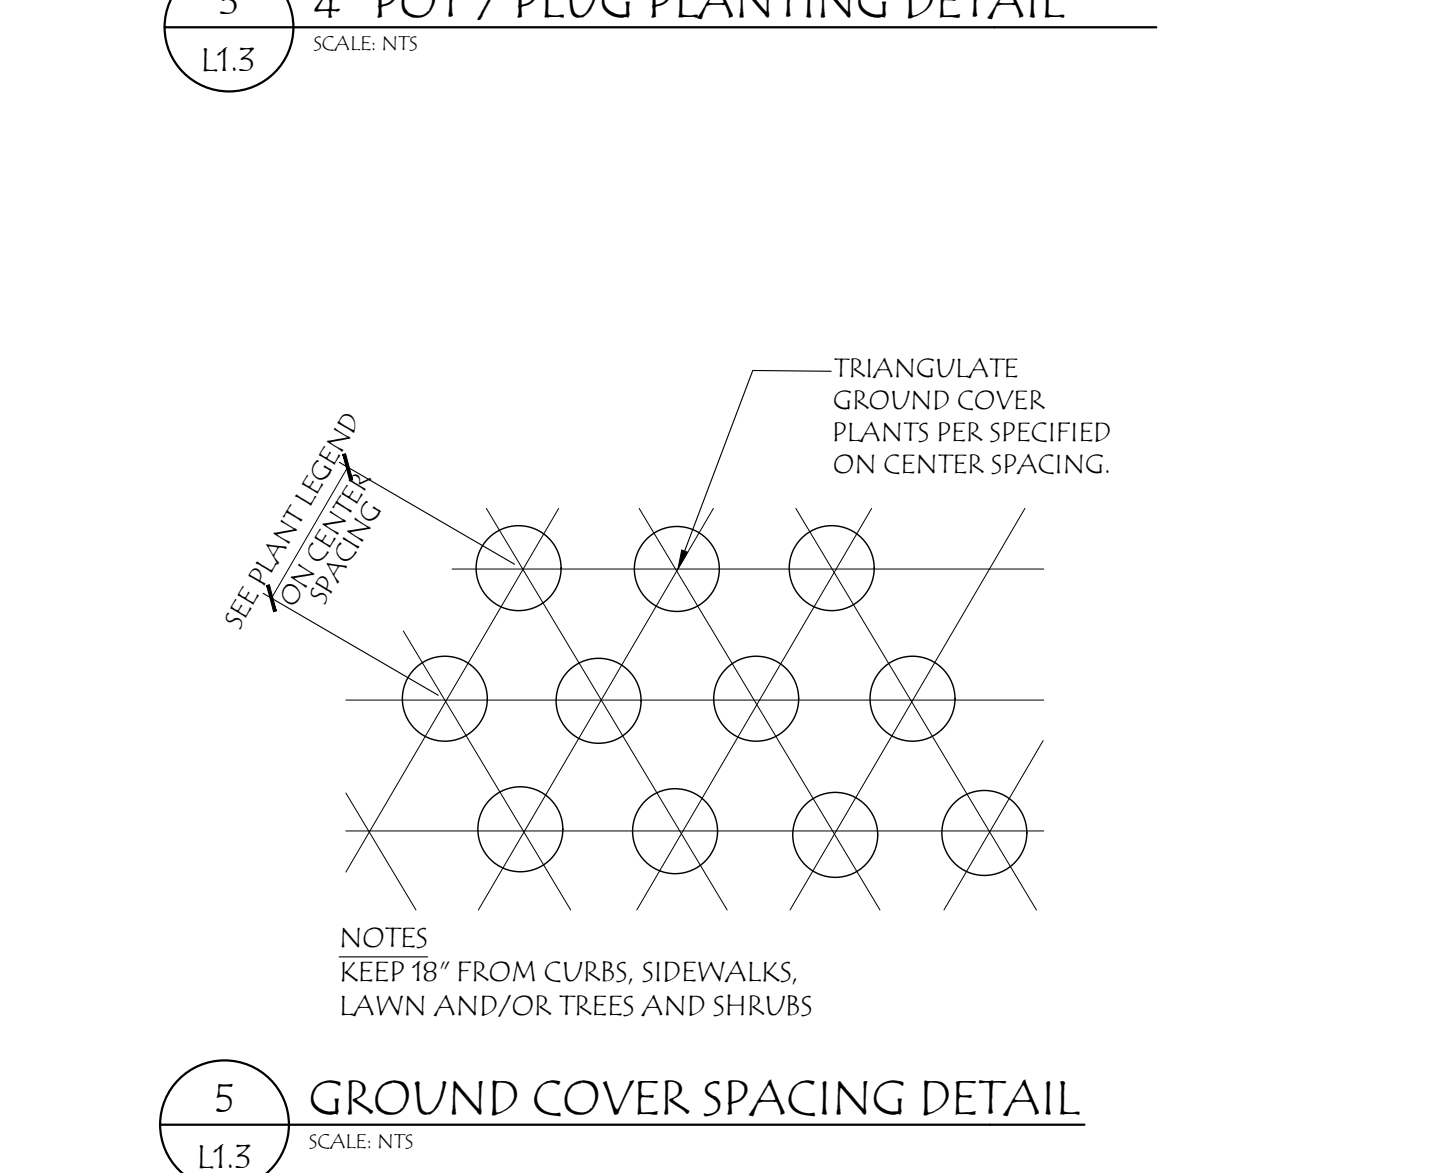 4" POT / PLUG PLANTING DETAIL
L1.3
SCALE: NTS
TRIANGULATE
GROUND COVER
PLANTS PER SPECIFIED
ON CENTER SPACING.
SEE PLANT LEGEND
ON CENTER
SPACING
NOTES
KEEP 18" FROM CURBS, SIDEWALKS,
LAWN AND/OR TREES AND SHRUBS
5
GROUND COVER SPACING DETAIL
L1.3
SCALE: NTS